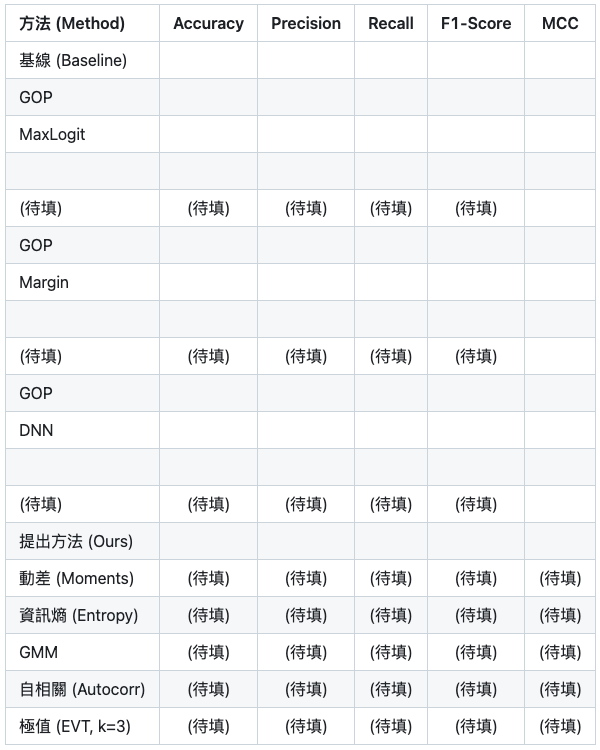 方法 (Method) Accuracy Precision Recall F1-Score MCC
基線 (Baseline)
GOP
MaxLogit
(待填) (待填) (待填) (待填) (待填)
GOP
Margin
(待填) (待填) (待填) (待填) (待填)
GOP
DNN
(待填) (待填) (待填) (待填) (待填)
提出方法 (Ours)
動差 (Moments) (待填) (待填) (待填) (待填) (待填)
資訊熵 (Entropy) (待填) (待填) (待填) (待填) (待填)
GMM (待填) (待填) (待填) (待填) (待填)
自相關 (Autocorr) (待填) (待填) (待填) (待填) (待填)
極值 (EVT, k=3) (待填) (待填) (待填) (待填) (待填)